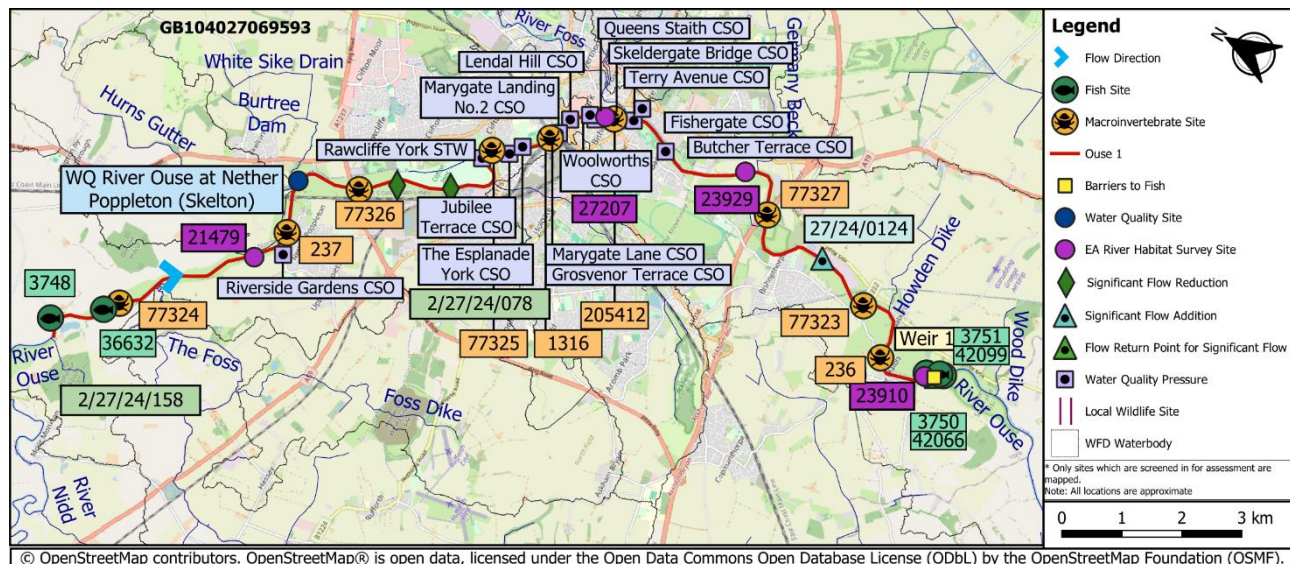 GB104027069593
River Foss
Queens Staith CSO
Skeldergate Bridge CSO
Terry Avenue CSO
Lendal Hill CSO
Marygate Landing
No.2 CSO
Germany Beck
White Sike Drain
Burtree
Dam
Hurns Gutter
Rawcliffe York STW
Fishergate CSO
Butcher Terrace CSO
Woolworths
CSO
WQ River Ouse at Nether
Poppleton (Skelton)
77326
Jubilee
Terrace CSO
27207
23929
77327
21479
237
27/24/0124
The Esplanade
York CSO
Marygate Lane CSO
Grosvenor Terrace CSO
Howden Dike
3748
Riverside Gardens CSO
2/27/24/078
77324
205412
36632
77323
Weir 1
3751
42099
Wood Dike
River
Ouse
The Foss
77325
1316
236
23910
River Ouse
2/27/24/158
Foss Dike
3750
42066
River
Nidd
Legend
Flow Direction
Fish Site
Macroinvertebrate Site
Ouse 1
Barriers to Fish
Water Quality Site
EA River Habitat Survey Site
Significant Flow Reduction
Significant Flow Addition
Flow Return Point for Significant Flow
Water Quality Pressure
Local Wildlife Site
WFD Waterbody
* Only sites which are screened in for assessment are
mapped.
Note: All locations are approximate
0 1 2 3 km
© OpenStreetMap contributors. OpenStreetMap® is open data, licensed under the Open Data Commons Open Database License (ODbL) by the OpenStreetMap Foundation (OSMF).